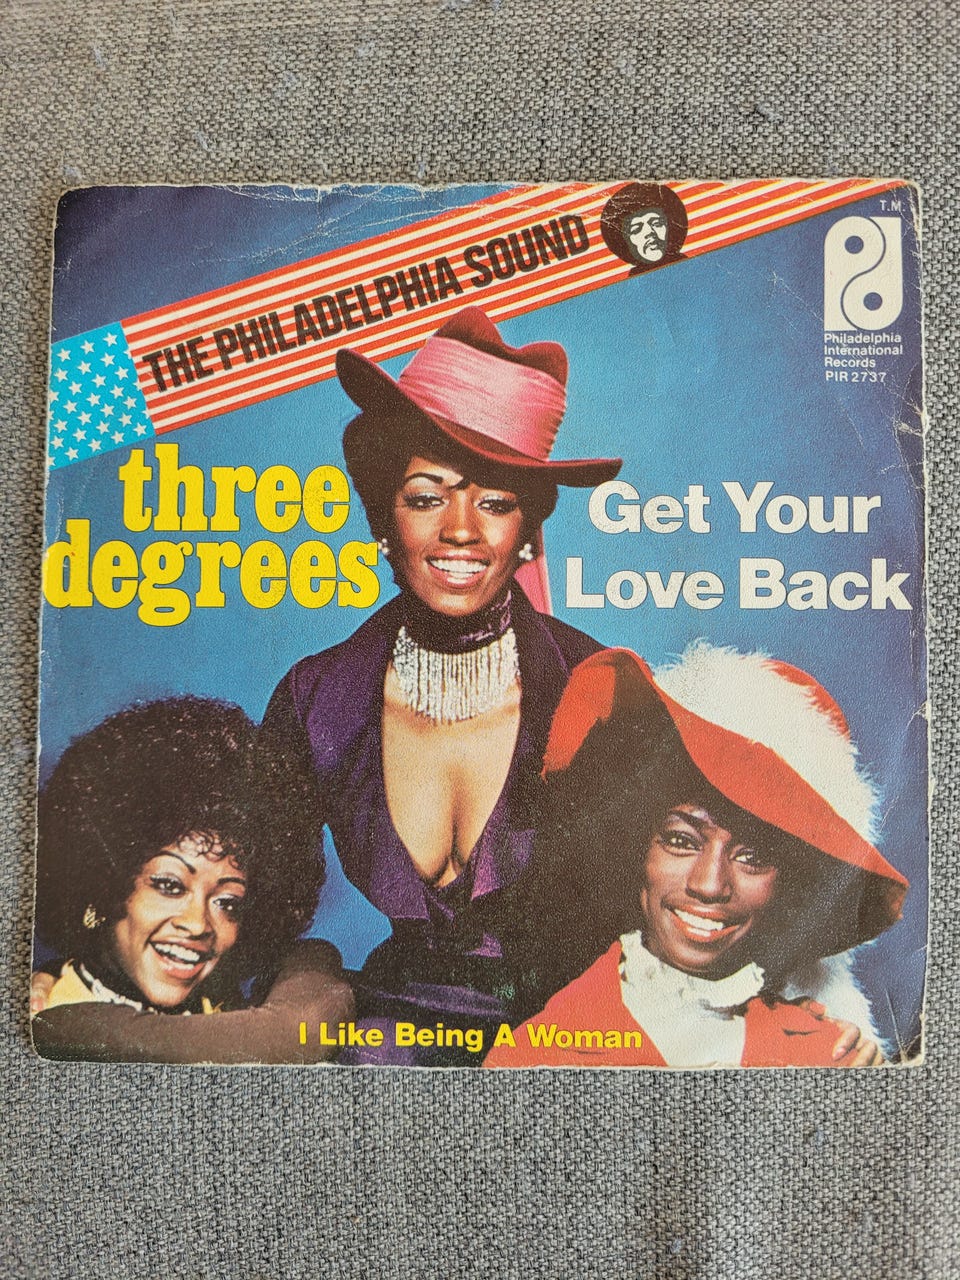 THE PHILADELPHIA SOUND
T.M.
Philadelphia
International
Records
PIR 2737
three
degrees
Get Your
Love Back
I Like Being A Woman